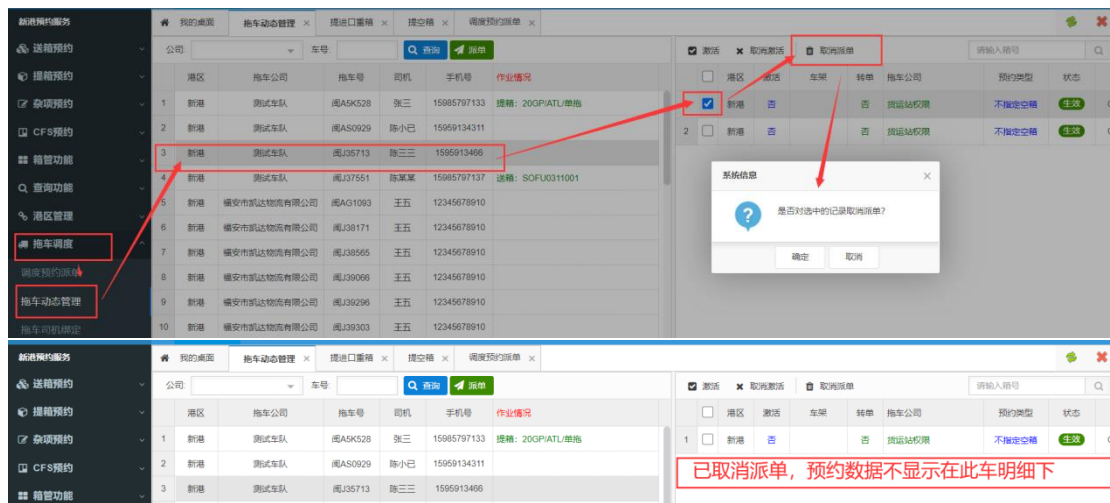 新港预约服务 我的桌面 拖车动态管理 × 提进口重箱 × 提空箱 × 调度预约派单 ×
送箱预约 公司: 车号: 查询 派单 激活 取消激活 取消派单 请输入箱号
提箱预约 港区 拖车公司 拖车号 司机 手机号 作业情况 港区 激活 车架 转单 拖车公司 预约类型 状态
杂项预约 1 新港 测试车队 闽A5K528 张三 15985797133 提箱：20GP/ATL/单拖 新港 否 否 货运站权限 不指定空箱 生效
CFS预约 2 新港 测试车队 闽AS0929 陈小已 15959134311 2 新港 否 否 货运站权限 不指定空箱 生效
箱管功能 3 新港 测试车队 闽J35713 陈三三 1595913466
查询功能 4 新港 测试车队 闽J37551 陈某某 15985797137 送箱：SOFU0311001 系统信息 ×
港区管理 5 新港 福安市凯达物流有限公司 闽AG1093 王五 12345678910 是否对选中的记录取消派单?
拖车调度 6 新港 福安市凯达物流有限公司 闽J38171 王五 12345678910
7 新港 福安市凯达物流有限公司 闽J38565 王五 12345678910 确定 取消
调度预约派单 8 新港 福安市凯达物流有限公司 闽J39066 王五 12345678910
拖车动态管理 9 新港 福安市凯达物流有限公司 闽J39296 王五 12345678910
拖车司机绑定 10 新港 福安市凯达物流有限公司 闽J39303 王五 12345678910
新港预约服务 我的桌面 拖车动态管理 × 提进口重箱 × 提空箱 × 调度预约派单 ×
送箱预约 公司: 车号: 查询 派单 激活 取消激活 取消派单 请输入箱号
提箱预约 港区 拖车公司 拖车号 司机 手机号 作业情况 港区 激活 车架 转单 拖车公司 预约类型 状态
杂项预约 1 新港 测试车队 闽A5K528 张三 15985797133 提箱：20GP/ATL/单拖 1 新港 否 否 货运站权限 不指定空箱 生效
CFS预约 2 新港 测试车队 闽AS0929 陈小已 15959134311 已取消派单，预约数据不显示在此车明细下
箱管功能 3 新港 测试车队 闽J35713 陈三三 1595913466